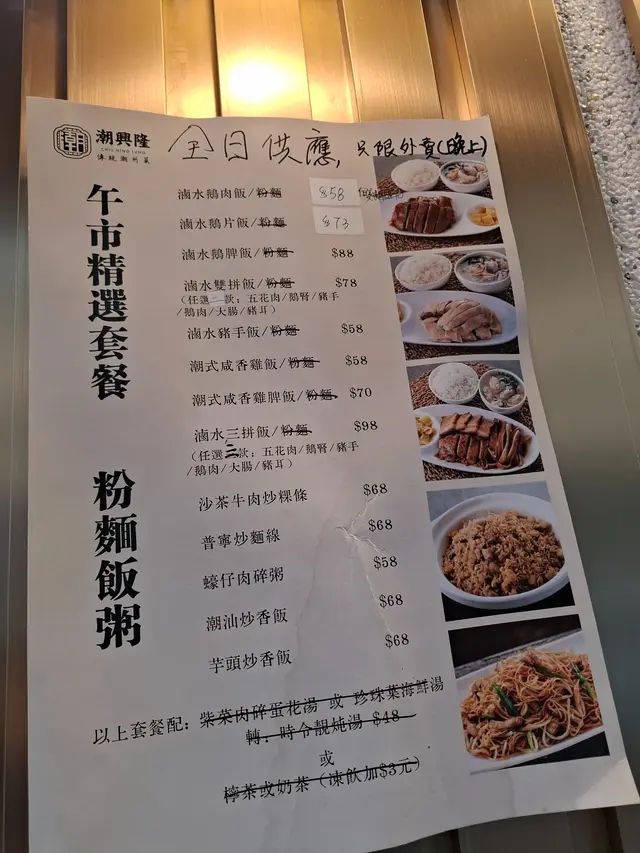 潮興隆
CHIU HING LUNG
傳統潮州菜
全日供應, 只限外賣(晚上)
午市精選套餐
滷水鵝肉飯/粉麵 $58
滷水鵝片飯/粉麵 $73
滷水鵝脾飯/粉麵 $88
滷水雙拼飯/粉麵 $78
(任選二款: 五花肉/鵝腎/豬手
/鵝肉/大腸/豬耳)
滷水豬手飯/粉麵 $58
潮式咸香雞飯/粉麵 $58
潮式咸香雞脾飯/粉麵 $70
滷水三拼飯/粉麵 $98
(任選三款: 五花肉/鵝腎/豬手
/鵝肉/大腸/豬耳)
粉麵飯粥
沙茶牛肉炒粿條 $68
普寧炒麵線 $68
蠔仔肉碎粥 $58
潮汕炒香飯 $68
芋頭炒香飯 $68
以上套餐配: 紫菜肉碎蛋花湯 或 珍珠葉海鮮湯
轉: 時令靚炖湯 $48
或
檸茶或奶茶 (凍飲加$3元)